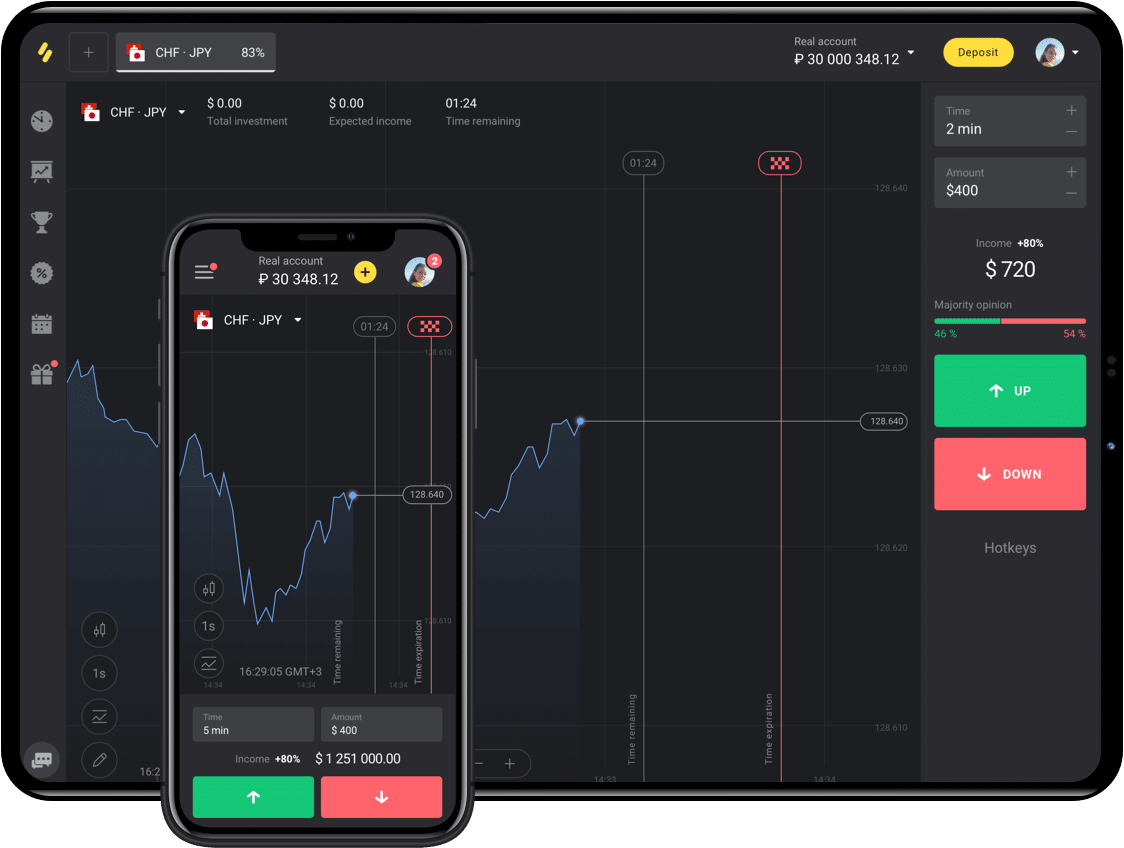 CHF · JPY 83%
Real account
₽ 30 000 348.12
Deposit
CHF · JPY
$ 0.00
Total investment
$ 0.00
Expected income
01:24
Time remaining
Time
2 min
Amount
$400
Income +80%
$ 720
Majority opinion
46 %
54 %
UP
DOWN
Hotkeys
01:24
128.640
128.630
128.640
128.620
128.610
Time remaining
Time expiration
14:33
14:34
1s
16:2
Real account
₽ 30 348.12
2
CHF · JPY
01:24
128.610
128.640
128.610
1s
Time remaining
Time expiration
16:29:05 GMT+3
14:34
14:34
14:34
Time
5 min
Amount
$ 400
Income +80%
$ 1 251 000.00